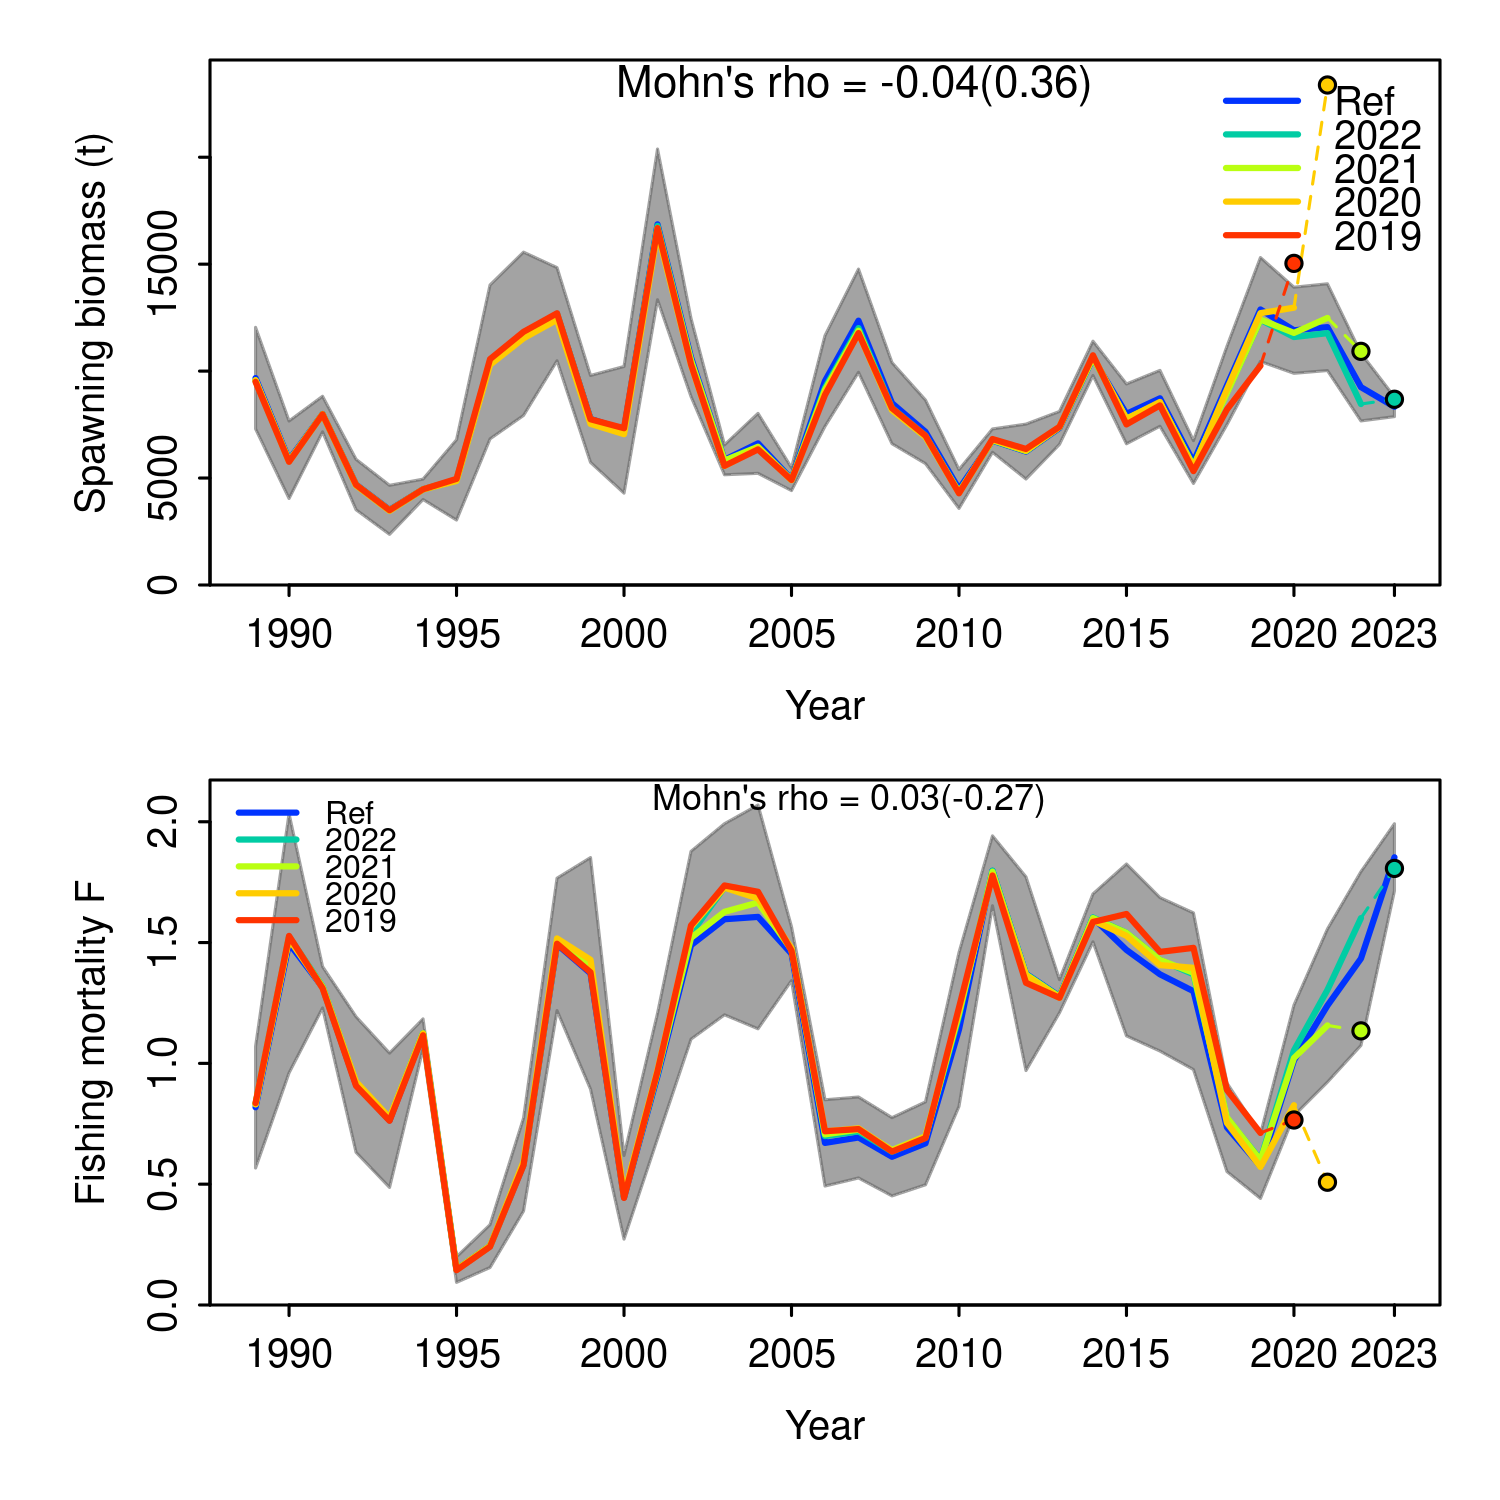 Mohn's rho = -0.04(0.36)
Ref
2022
2021
2020
2019
Spawning biomass (t)
15000
5000
0
1990 1995 2000 2005 2010 2015 2020 2023
Year
Mohn's rho = 0.03(-0.27)
Ref
2022
2021
2020
2019
Fishing mortality F
2.0
1.5
1.0
0.5
0.0
1990 1995 2000 2005 2010 2015 2020 2023
Year